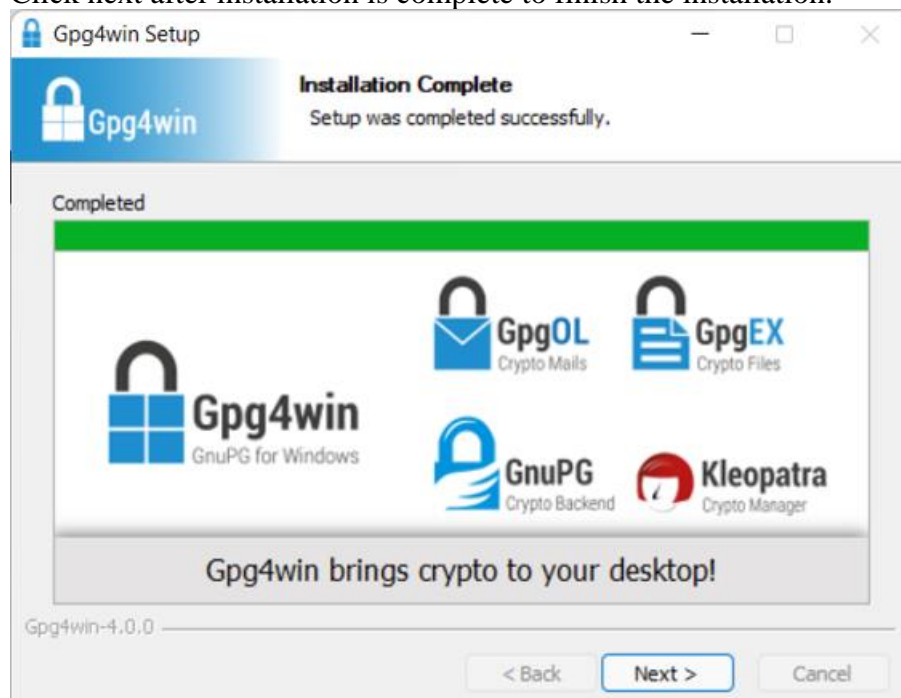 Click next after installation is complete to finish the installation.
Gpg4win Setup
Gpg4win
Installation Complete
Setup was completed successfully.
Completed
GpgOL
Crypto Mails
GpgEX
Crypto Files
Gpg4win
GnuPG for Windows
GnuPG
Crypto Backend
Kleopatra
Crypto Manager
Gpg4win brings crypto to your desktop!
Gpg4win-4.0.0
< Back
Next >
Cancel